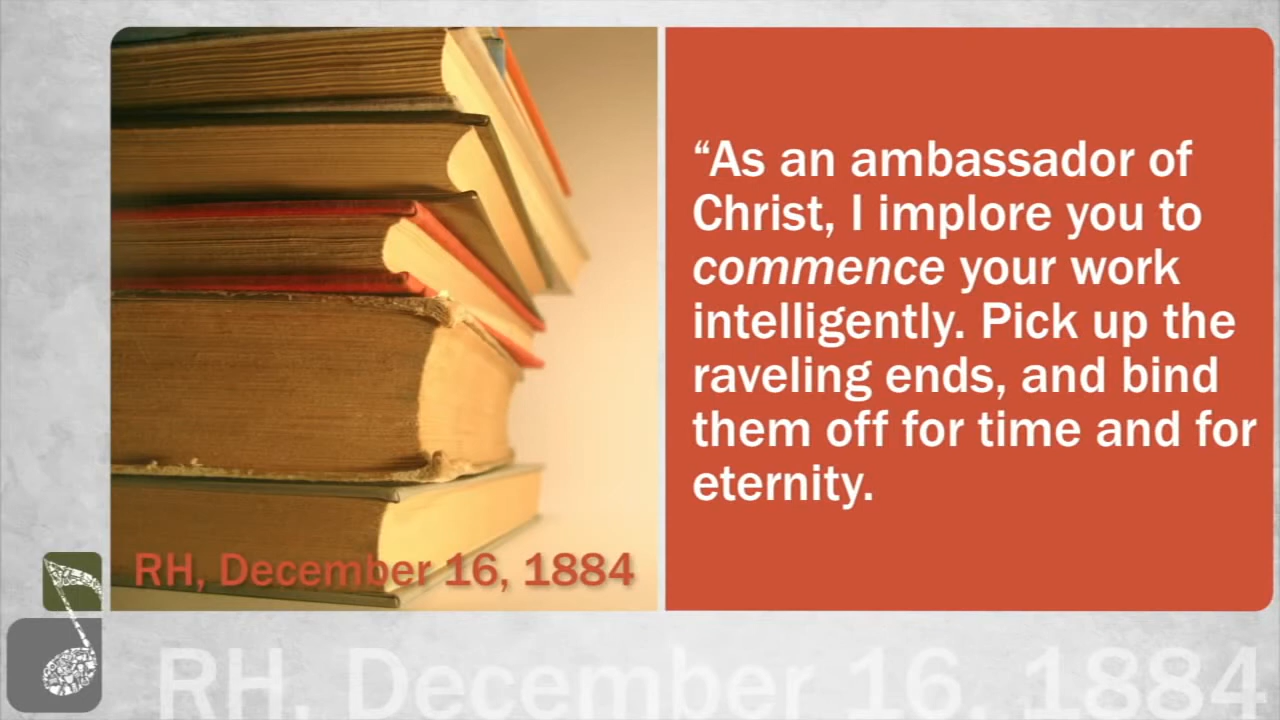 “As an ambassador of
Christ, I implore you to
commence your work
intelligently. Pick up the
raveling ends, and bind
them off for time and for
eternity.
RH, December 16, 1884
RH, December 16, 1884